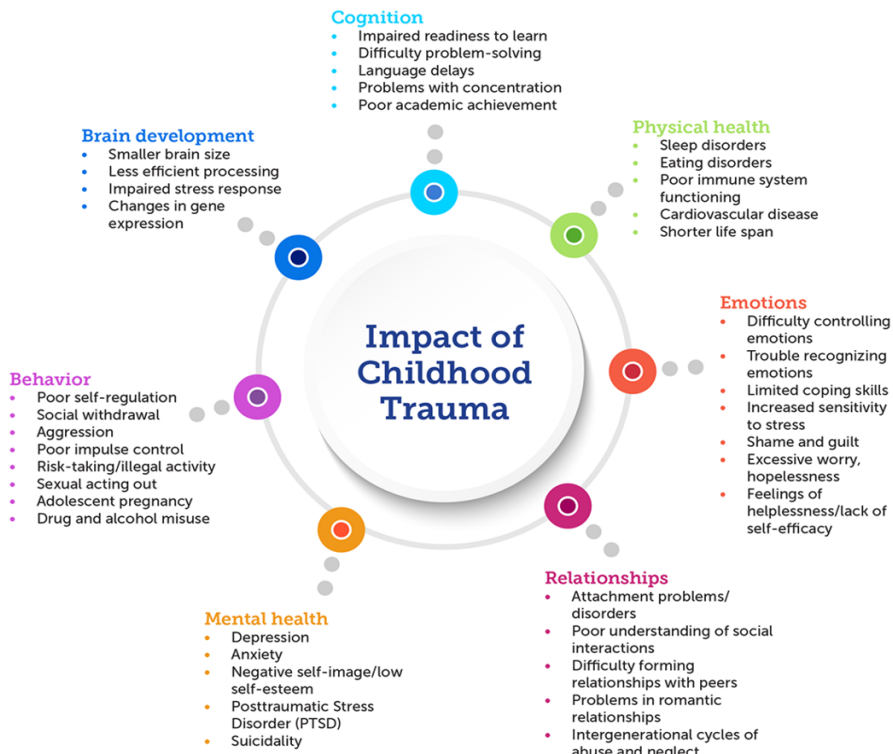 Cognition
• Impaired readiness to learn
• Difficulty problem-solving
• Language delays
• Problems with concentration
• Poor academic achievement
Physical health
• Sleep disorders
• Eating disorders
• Poor immune system
functioning
• Cardiovascular disease
• Shorter life span
Brain development
• Smaller brain size
• Less efficient processing
• Impaired stress response
• Changes in gene
expression
Emotions
• Difficulty controlling
emotions
• Trouble recognizing
emotions
• Limited coping skills
• Increased sensitivity
to stress
• Shame and guilt
• Excessive worry,
hopelessness
• Feelings of
helplessness/lack of
self-efficacy
Impact of
Childhood
Trauma
Behavior
• Poor self-regulation
• Social withdrawal
• Aggression
• Poor impulse control
• Risk-taking/illegal activity
• Sexual acting out
• Adolescent pregnancy
• Drug and alcohol misuse
Relationships
• Attachment problems/
disorders
• Poor understanding of social
interactions
• Difficulty forming
relationships with peers
• Problems in romantic
relationships
• Intergenerational cycles of
abuse and neglect
Mental health
• Depression
• Anxiety
• Negative self-image/low
self-esteem
• Posttraumatic Stress
Disorder (PTSD)
• Suicidality